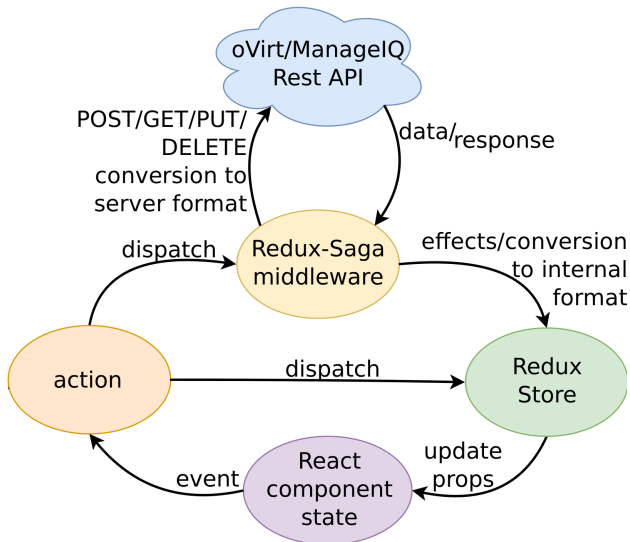 oVirt/ManageIQ
Rest API
POST/GET/PUT/
DELETE
conversion to
server format
data/response
dispatch
Redux-Saga
middleware
effects/conversion
to internal
format
action
dispatch
Redux
Store
event
React
component
state
update
props